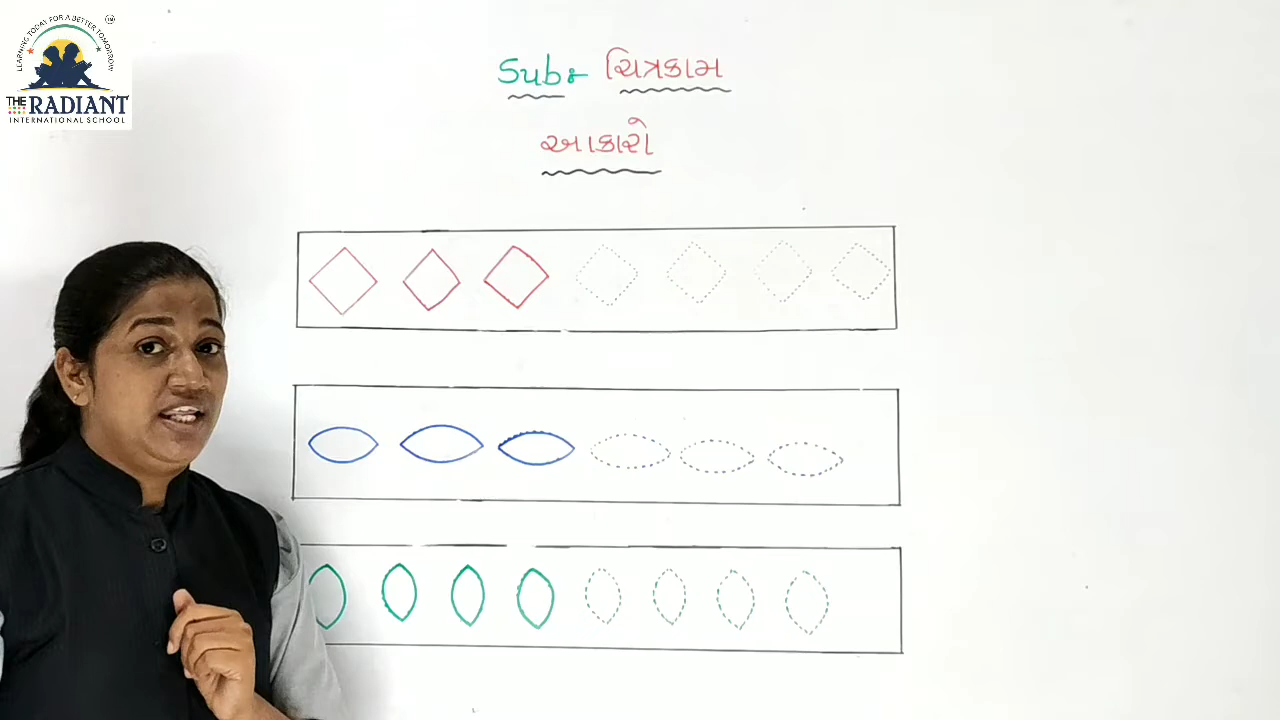 LEARNING TODAY FOR A BETTER TOMORROW
THE RADIANT
INTERNATIONAL SCHOOL
Sub:- ચિત્રકામ
આકારો